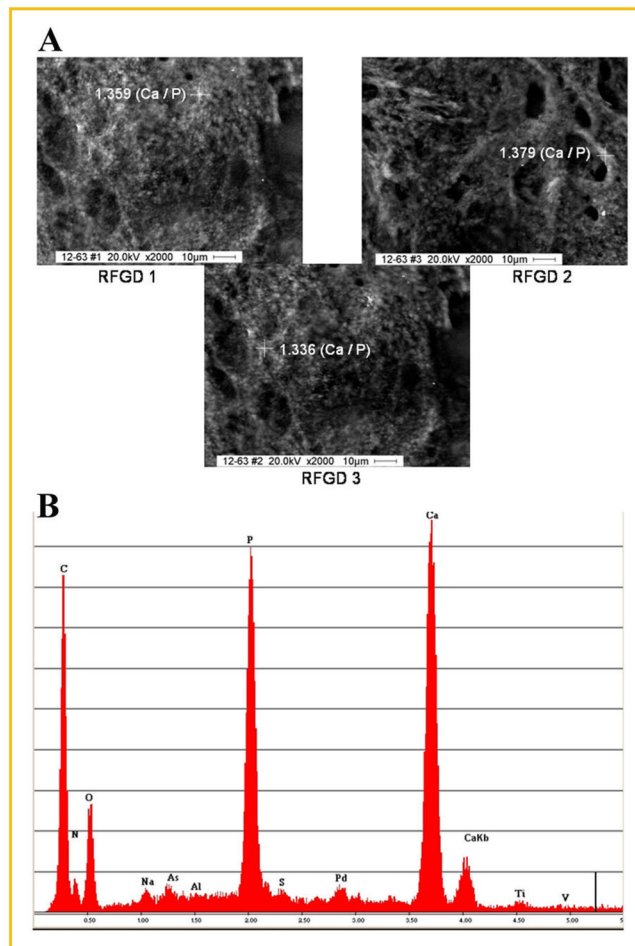 A
1.359 (Ca / P)
12-63 #1 20.0kV x2000 10µm
RFGD 1
1.379 (Ca / P)
12-63 #3 20.0kV x2000 10µm
RFGD 2
1.336 (Ca / P)
12-63 #2 20.0kV x2000 10µm
RFGD 3
B
C
N
O
Na
As
Al
P
S
Pd
Ca
CaKb
Ti
V
0.50 1.00 1.50 2.00 2.50 3.00 3.50 4.00 4.50 5.00